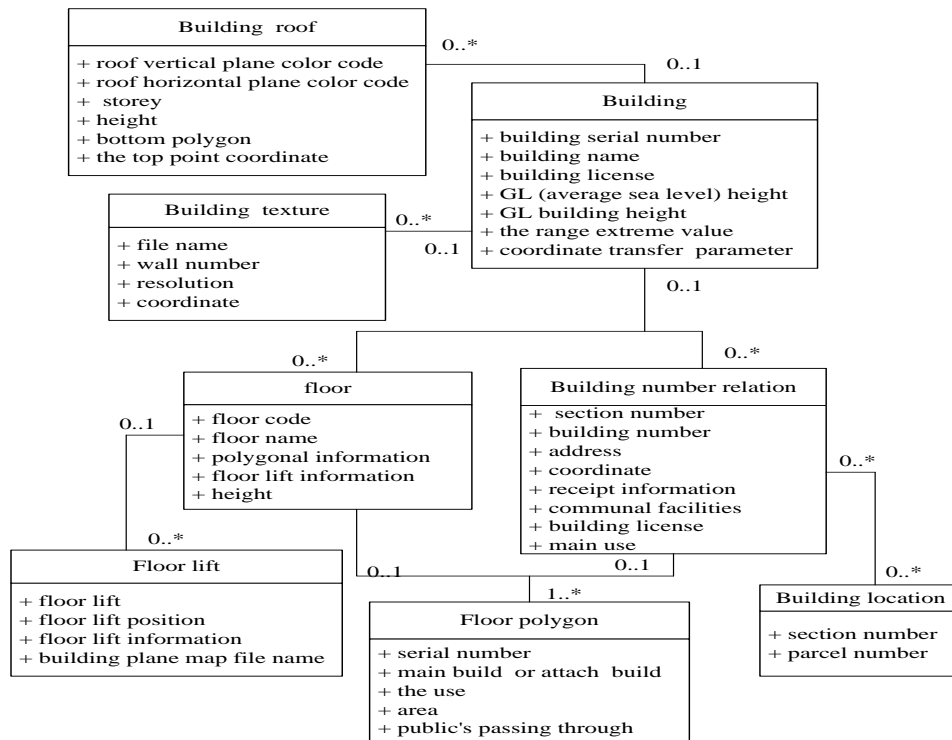 Building roof
+ roof vertical plane color code
+ roof horizontal plane color code
+ storey
+ height
+ bottom polygon
+ the top point coordinate
0..*
0..1
Building
+ building serial number
+ building name
+ building license
+ GL (average sea level) height
+ GL building height
+ the range extreme value
+ coordinate transfer parameter
Building texture
+ file name
+ wall number
+ resolution
+ coordinate
0..*
0..1
0..1
0..*
0..*
floor
+ floor code
+ floor name
+ polygonal information
+ floor lift information
+ height
Building number relation
+ section number
+ building number
+ address
+ coordinate
+ receipt information
+ communal facilities
+ building license
+ main use
0..1
0..*
0..*
0..1
0..1
0..*
1..*
Floor lift
+ floor lift
+ floor lift position
+ floor lift information
+ building plane map file name
Floor polygon
+ serial number
+ main build or attach build
+ the use
+ area
+ public's passing through
Building location
+ section number
+ parcel number